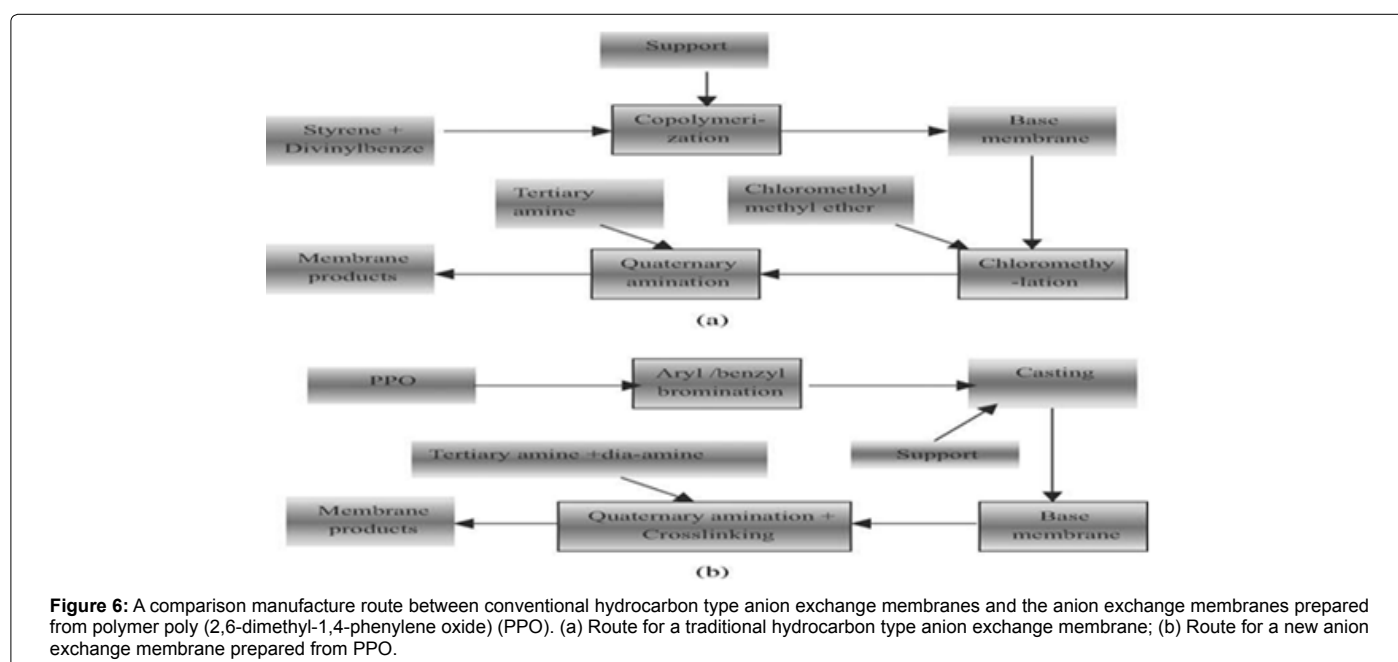 Support
Styrene +
Divinylbenze
Copolymeri-
zation
Base
membrane
Tertiary
amine
Chloromethyl
methyl ether
Membrane
products
Quaternary
amination
Chloromethy
-lation
(a)
PPO
Aryl /benzyl
bromination
Casting
Tertiary amine +dia-amine
Support
Membrane
products
Quaternary amination +
Crosslinking
Base
membrane
(b)
Figure 6: A comparison manufacture route between conventional hydrocarbon type anion exchange membranes and the anion exchange membranes prepared
from polymer poly (2,6-dimethyl-1,4-phenylene oxide) (PPO). (a) Route for a traditional hydrocarbon type anion exchange membrane; (b) Route for a new anion
exchange membrane prepared from PPO.